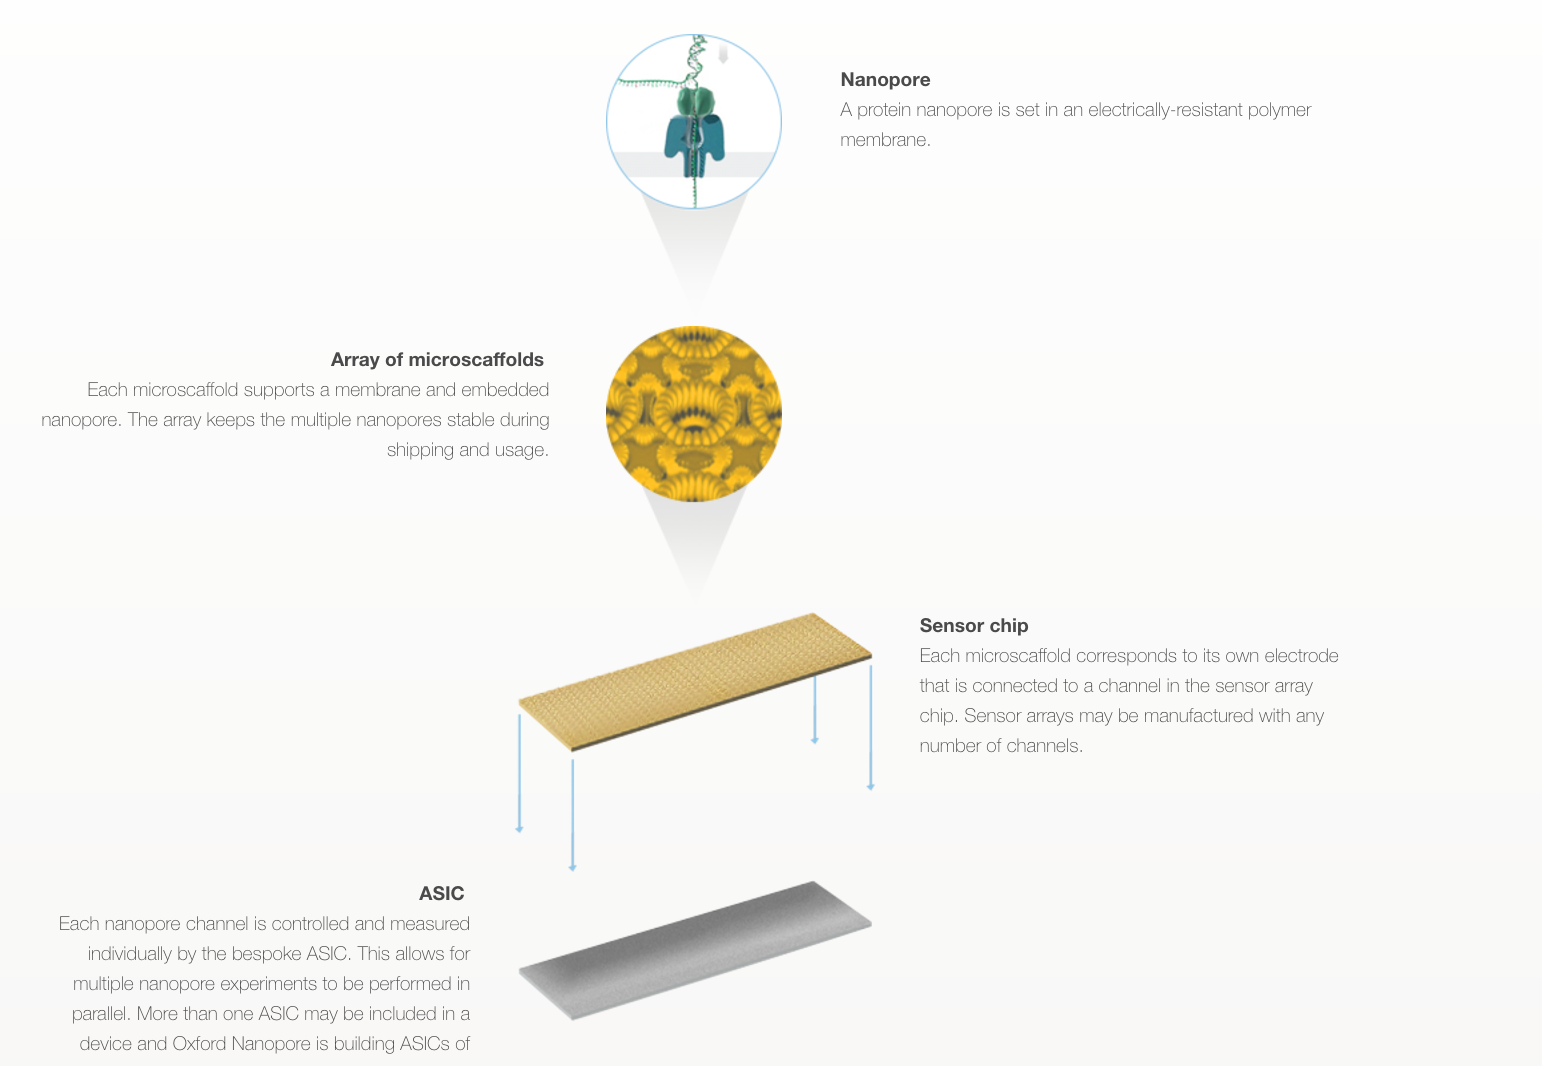 Nanopore
A protein nanopore is set in an electrically-resistant polymer
membrane.
Array of microscaffolds
Each microscaffold supports a membrane and embedded
nanopore. The array keeps the multiple nanopores stable during
shipping and usage.
Sensor chip
Each microscaffold corresponds to its own electrode
that is connected to a channel in the sensor array
chip. Sensor arrays may be manufactured with any
number of channels.
ASIC
Each nanopore channel is controlled and measured
individually by the bespoke ASIC. This allows for
multiple nanopore experiments to be performed in
parallel. More than one ASIC may be included in a
device and Oxford Nanopore is building ASICs of